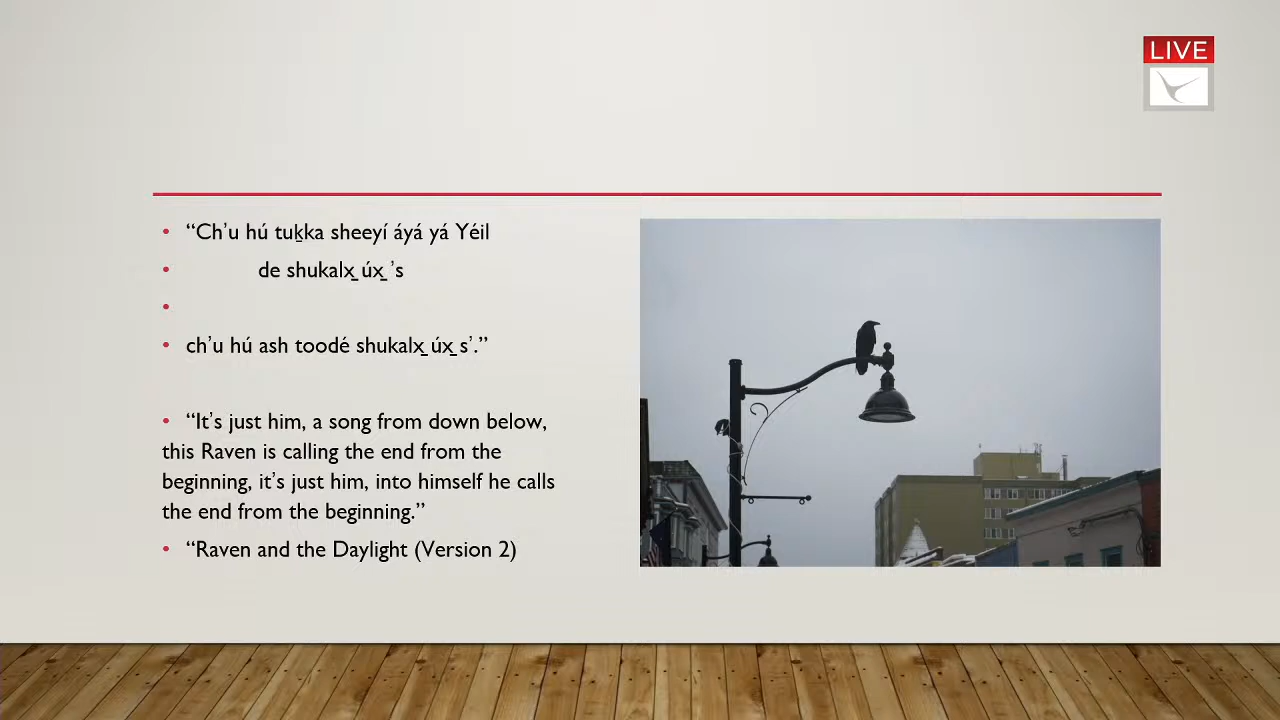 LIVE
“Ch’u hú tuḵka sheeyí áyá yá Yéil
de shukalx̲úx̲’s
ch’u hú ash toodé shukalx̲úx̲s’.”
“It’s just him, a song from down below,
this Raven is calling the end from the
beginning, it’s just him, into himself he calls
the end from the beginning.”
“Raven and the Daylight (Version 2)